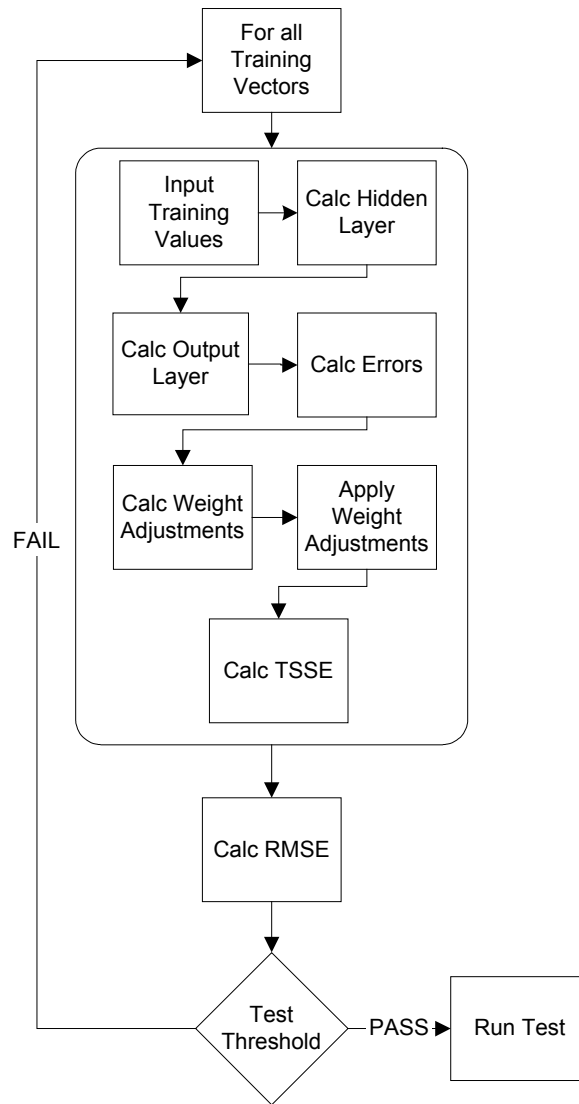 For all
Training
Vectors
Input
Training
Values
Calc Hidden
Layer
Calc Output
Layer
Calc Errors
Calc Weight
Adjustments
Apply
Weight
Adjustments
FAIL
Calc TSSE
Calc RMSE
Test
Threshold
PASS
Run Test